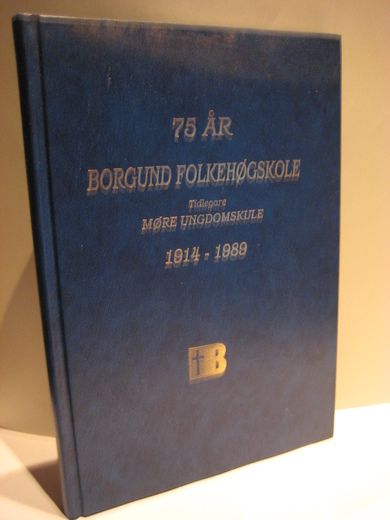 75 ÅR
BORGUND FOLKEHØGSKOLE
Tidlegare
MØRE UNGDOMSKULE
1914 - 1989
B